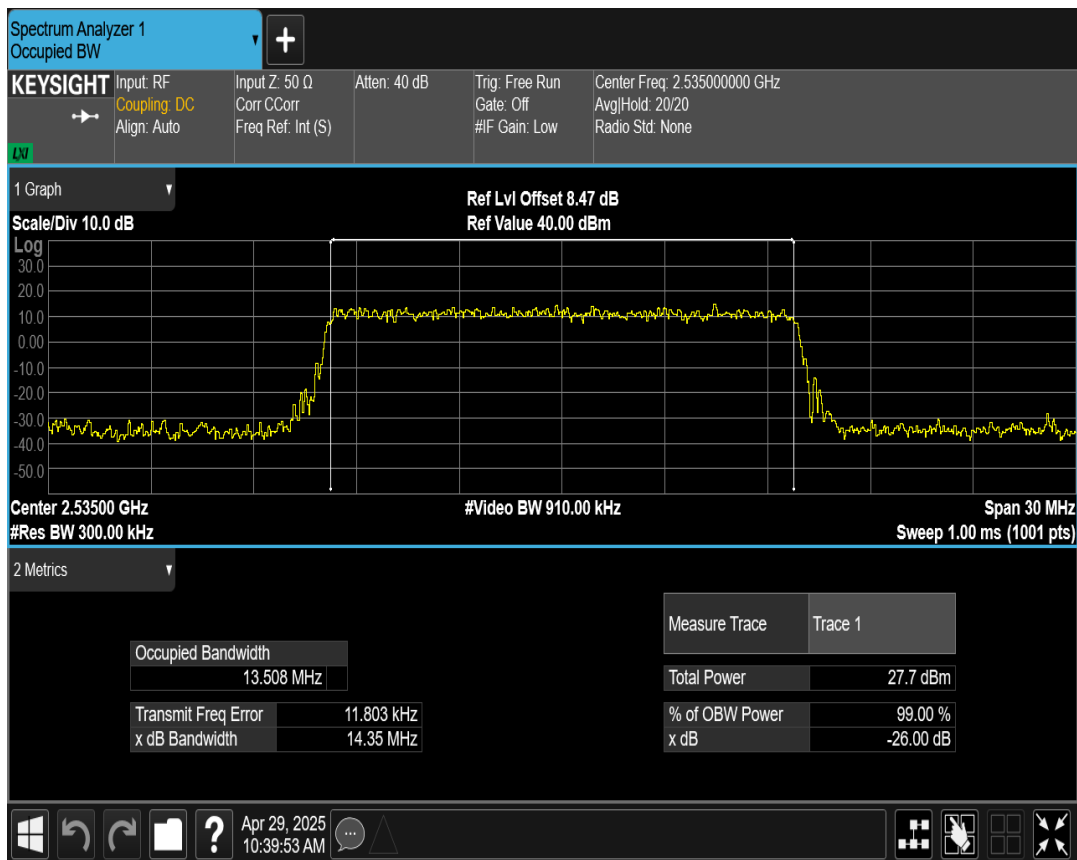 Spectrum Analyzer 1
Occupied BW
+
KEYSIGHT
LXI
Input: RF
Coupling: DC
Align: Auto
Input Z: 50 Ω
Corr CCorr
Freq Ref: Int (S)
Atten: 40 dB
Trig: Free Run
Gate: Off
#IF Gain: Low
Center Freq: 2.535000000 GHz
Avg|Hold: 20/20
Radio Std: None
1 Graph
Scale/Div 10.0 dB
Ref Lvl Offset 8.47 dB
Ref Value 40.00 dBm
Log
30.0
20.0
10.0
0.00
-10.0
-20.0
-30.0
-40.0
-50.0
Center 2.53500 GHz
#Video BW 910.00 kHz
Span 30 MHz
#Res BW 300.00 kHz
Sweep 1.00 ms (1001 pts)
2 Metrics
Measure Trace Trace 1
Occupied Bandwidth
13.508 MHz
Total Power 27.7 dBm
Transmit Freq Error 11.803 kHz
% of OBW Power 99.00 %
x dB Bandwidth 14.35 MHz
x dB -26.00 dB
?
Apr 29, 2025
10:39:53 AM